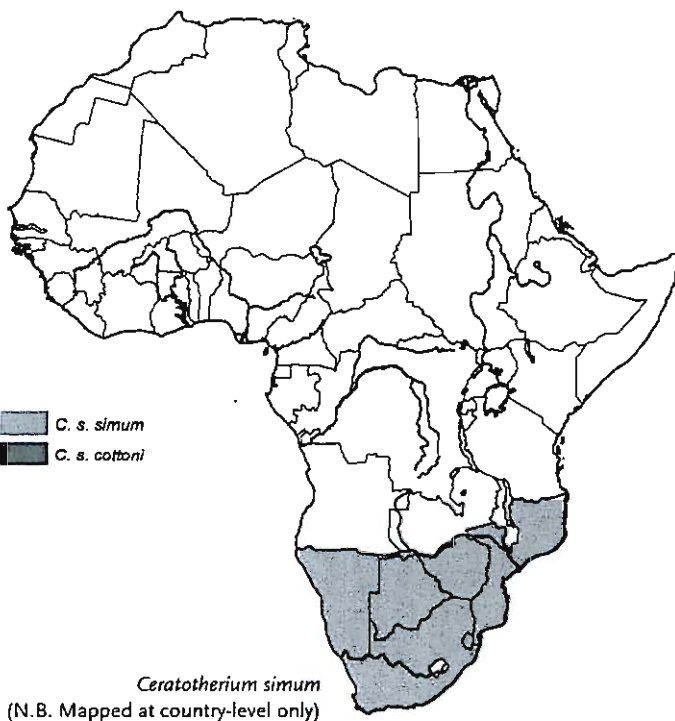 C. s. simum
C. s. cottoni
Ceratotherium simum
(N.B. Mapped at country-level only)